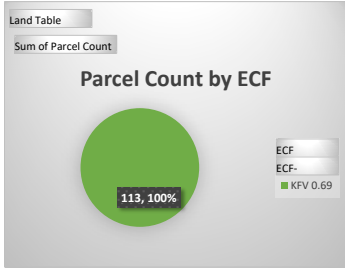 Land Table
Sum of Parcel Count
Parcel Count by ECF
113, 100%
ECF
ECF-
KFV 0.69